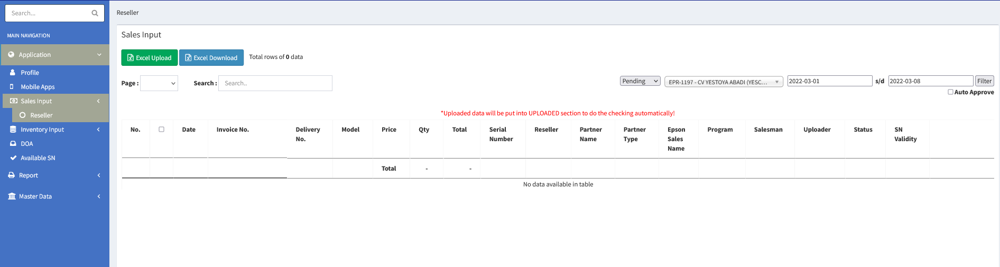 Search...
MAIN NAVIGATION
Application
Profile
Mobile Apps
Sales Input
Reseller
Inventory Input
DOA
Available SN
Report
Master Data
Reseller
Sales Input
Excel Upload Excel Download Total rows of 0 data
Page : Search : Search.. Pending EPR-1197 - CV YESTOYA ABADI (YESC... 2022-03-01 s/d 2022-03-08 Filter
Auto Approve
*Uploaded data will be put into UPLOADED section to do the checking automatically!
No. Date Invoice No. Delivery No. Model Price Qty Total Serial Number Reseller Partner Name Partner Type Epson Sales Name Program Salesman Uploader Status SN Validity
Total - -
No data available in table